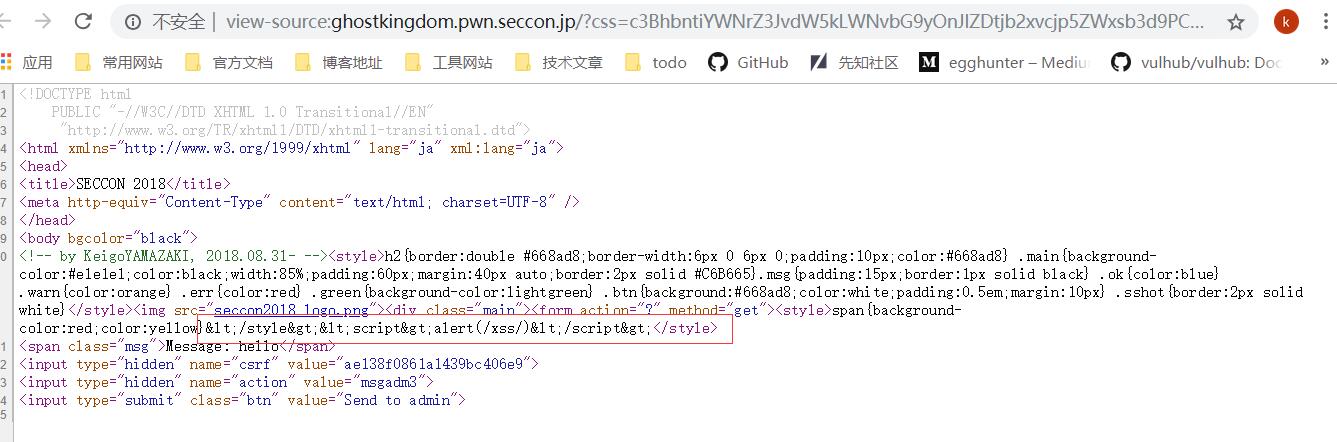 不安全 | view-source:ghostkingdom.pwn.seccon.jp/?css=c3BhbntiYWNrZ3JvdW5kLWNvbG9yOnJlZDtjb2xvcjp5ZWxsb3d9PC...
k
应用 常用网站 官方文档 博客地址 工具网站 技术文章 todo GitHub 先知社区 egghunter – Mediu vulhub/vulhub: Doc »
1 <!DOCTYPE html
2 PUBLIC "-//W3C//DTD XHTML 1.0 Transitional//EN"
3 "http://www.w3.org/TR/xhtml1/DTD/xhtml1-transitional.dtd">
4 <html xmlns="http://www.w3.org/1999/xhtml" lang="ja" xml:lang="ja">
5 <head>
6 <title>SECCON 2018</title>
7 <meta http-equiv="Content-Type" content="text/html; charset=UTF-8" />
8 </head>
9 <body bgcolor="black">
0 <!-- by KeigoYAMAZAKI, 2018.08.31- --><style>h2{border:double #668ad8;border-width:6px 0 6px 0;padding:10px;color:#668ad8} .main{background-
color:#e1e1e1;color:black;width:85%;padding:60px;margin:40px auto;border:2px solid #C6B665}.msg{padding:15px;border:1px solid black} .ok{color:blue}
.warn{color:orange} .err{color:red} .green{background-color:lightgreen} .btn{background:#668ad8;color:white;padding:0.5em;margin:10px} .sshot{border:2px solid
white}</style><img src="seccon2018_logo.png"><div class="main"><form action="?" method="get"><style>span{background-
color:red;color:yellow}&lt;/style&gt;&lt;script&gt;alert(/xss/)&lt;/script&gt;</style>
1 <span class="msg">Message: hello</span>
2 <input type="hidden" name="csrf" value="ae138f0861a1439bc406e9">
3 <input type="hidden" name="action" value="msgadm3">
4 <input type="submit" class="btn" value="Send to admin">
5